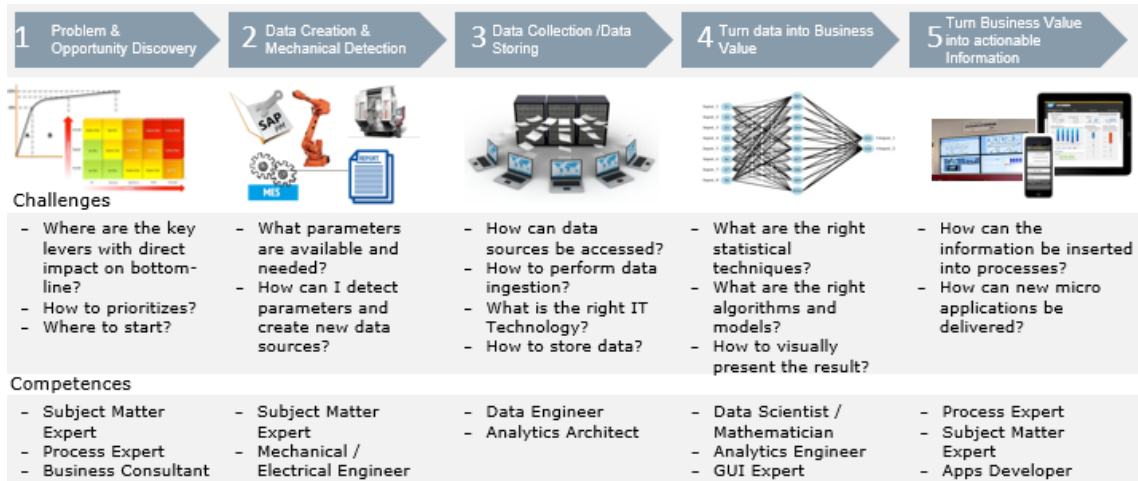 1 Problem &
Opportunity Discovery
2 Data Creation &
Mechanical Detection
3 Data Collection /Data
Storing
4 Turn data into Business
Value
5 Turn Business Value
into actionable
Information
SAP
PM
MES
REPORT
Challenges
- Where are the key
levers with direct
impact on bottom-
line?
- How to prioritizes?
- Where to start?
- What parameters
are available and
needed?
- How can I detect
parameters and
create new data
sources?
- How can data
sources be accessed?
- How to perform data
ingestion?
- What is the right IT
Technology?
- How to store data?
- What are the right
statistical
techniques?
- What are the right
algorithms and
models?
- How to visually
present the result?
- How can the
information be inserted
into processes?
- How can new micro
applications be
delivered?
Competences
- Subject Matter
Expert
- Process Expert
- Business Consultant
- Subject Matter
Expert
- Mechanical /
Electrical Engineer
- Data Engineer
- Analytics Architect
- Data Scientist /
Mathematician
- Analytics Engineer
- GUI Expert
- Process Expert
- Subject Matter
Expert
- Apps Developer